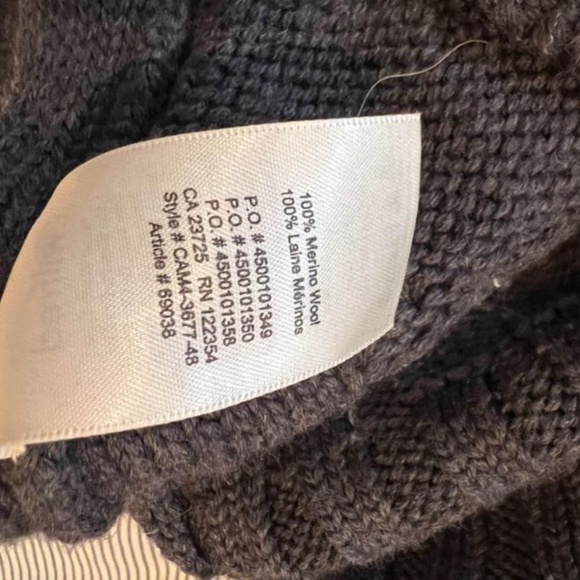 100% Merino Wool
100% Laine Mérinos
P.O. # 4500101349
P.O. # 4500101350
P.O. # 4500101358
CA 23725 RN 122354
Style # CAM4-3677-48
Article # 69038